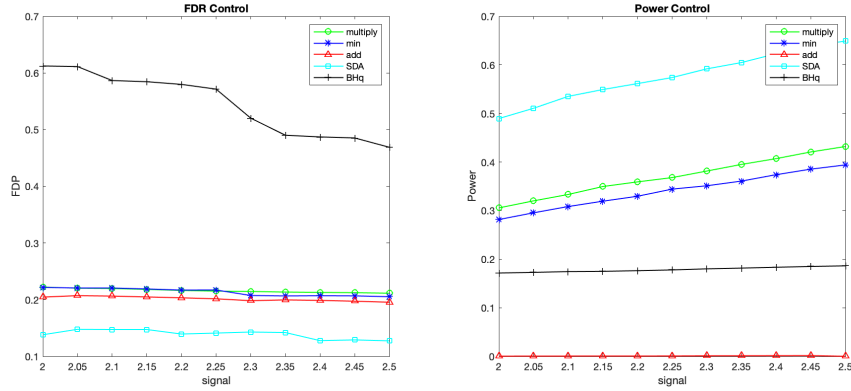 FDR Control
0.7
0.6
0.5
0.4
0.3
0.2
0.1
FDP
2
2.05
2.1
2.15
2.2
2.25
2.3
2.35
2.4
2.45
2.5
signal
multiply
min
add
SDA
BHq
Power Control
0.7
0.6
0.5
0.4
0.3
0.2
0.1
0
Power
2
2.05
2.1
2.15
2.2
2.25
2.3
2.35
2.4
2.45
2.5
signal
multiply
min
add
SDA
BHq